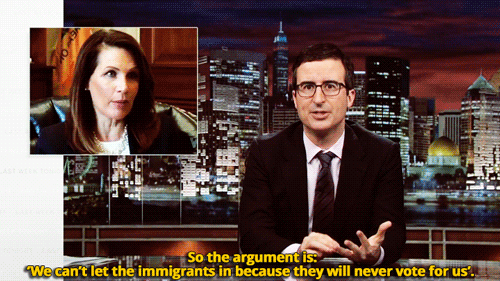 So the argument is:
‘We can’t let the immigrants in because they will never vote for us’.